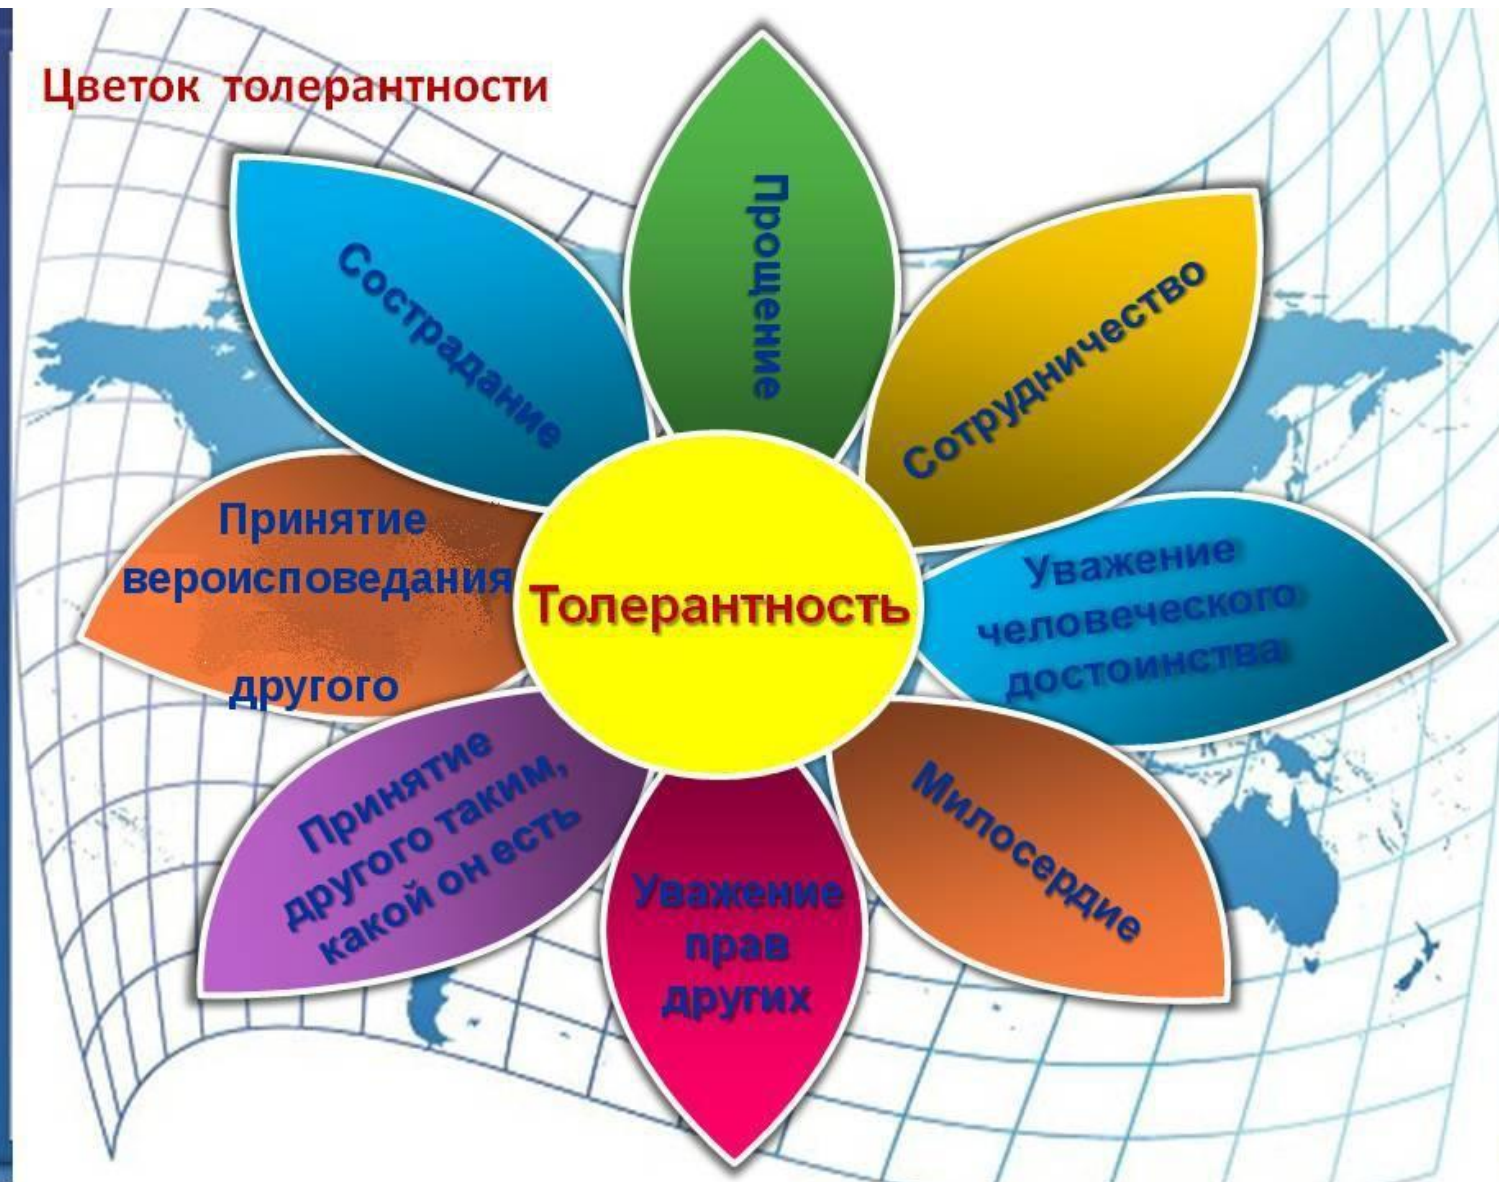 Цветок толерантности
Прощение
Сотрудничество
Уважение
человеческого
достоинства
Милосердие
Уважение
прав
других
Принятие
другого таким,
какой он есть
Принятие
вероисповедания
другого
Сострадание
Толерантность